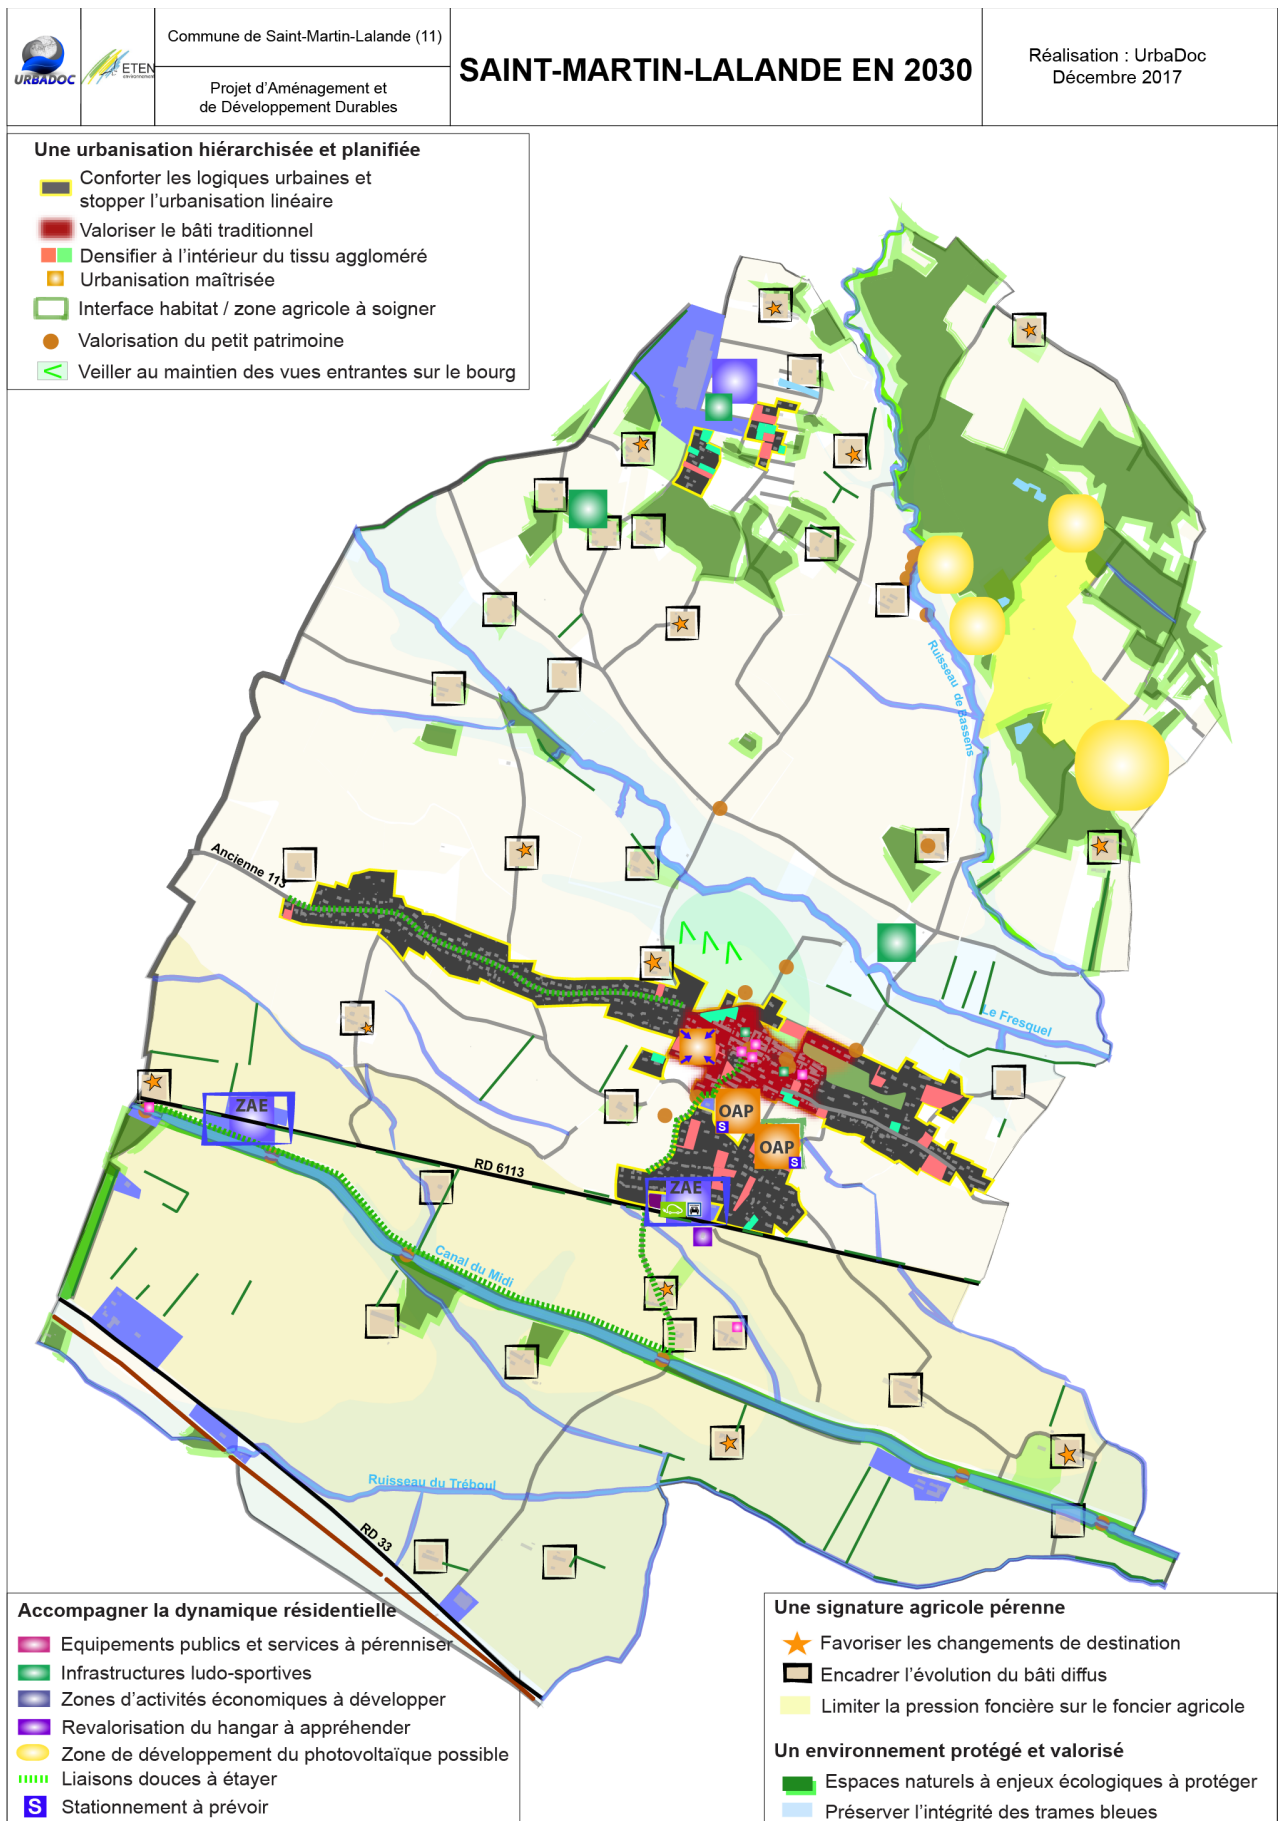 URBADOC
ETEN
environnement
Commune de Saint-Martin-Lalande (11)
Projet d'Aménagement et
de Développement Durables
SAINT-MARTIN-LALANDE EN 2030
Réalisation : UrbaDoc
Décembre 2017
Une urbanisation hiérarchisée et planifiée
Conforter les logiques urbaines et
stopper l'urbanisation linéaire
Valoriser le bâti traditionnel
Densifier à l'intérieur du tissu aggloméré
Urbanisation maîtrisée
Interface habitat / zone agricole à soigner
Valorisation du petit patrimoine
Veiller au maintien des vues entrantes sur le bourg
Ruisseau de Bassens
Ancienne 113
Le Fresquel
ZAE
OAP
S
OAP
S
RD 6113
ZAE
Canal du Midi
Ruisseau du Tréboul
RD 33
Accompagner la dynamique résidentielle
Equipements publics et services à pérenniser
Infrastructures ludo-sportives
Zones d'activités économiques à développer
Revalorisation du hangar à appréhender
Zone de développement du photovoltaïque possible
Liaisons douces à étayer
S Stationnement à prévoir
Une signature agricole pérenne
Favoriser les changements de destination
Encadrer l'évolution du bâti diffus
Limiter la pression foncière sur le foncier agricole
Un environnement protégé et valorisé
Espaces naturels à enjeux écologiques à protéger
Préserver l'intégrité des trames bleues